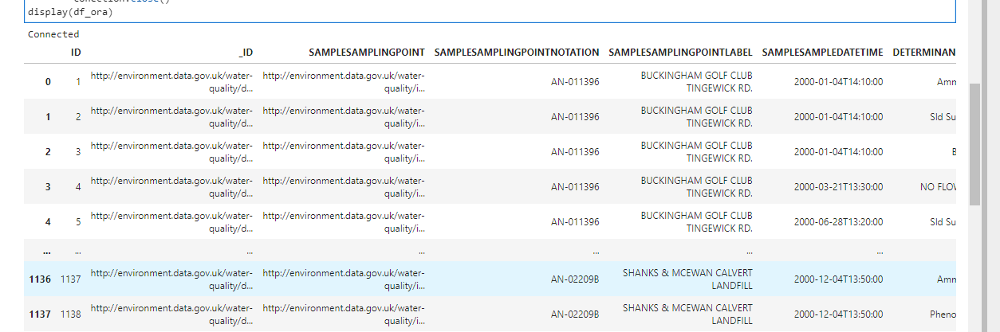 display(df_ora)
Connected
ID _ID SAMPLESAMPLINGPOINT SAMPLESAMPLINGPOINTNOTATION SAMPLESAMPLINGPOINTLABEL SAMPLESAMPLEDATETIME DETERMINAN
0 1 http://environment.data.gov.uk/water- http://environment.data.gov.uk/water- AN-011396 BUCKINGHAM GOLF CLUB 2000-01-04T14:10:00 Amn
quality/d... quality/i... TINGEWICK RD.
1 2 http://environment.data.gov.uk/water- http://environment.data.gov.uk/water- AN-011396 BUCKINGHAM GOLF CLUB 2000-01-04T14:10:00 Sld Su
quality/d... quality/i... TINGEWICK RD.
2 3 http://environment.data.gov.uk/water- http://environment.data.gov.uk/water- AN-011396 BUCKINGHAM GOLF CLUB 2000-01-04T14:10:00 B
quality/d... quality/i... TINGEWICK RD.
3 4 http://environment.data.gov.uk/water- http://environment.data.gov.uk/water- AN-011396 BUCKINGHAM GOLF CLUB 2000-03-21T13:30:00 NO FLOW
quality/d... quality/i... TINGEWICK RD.
4 5 http://environment.data.gov.uk/water- http://environment.data.gov.uk/water- AN-011396 BUCKINGHAM GOLF CLUB 2000-06-28T13:20:00 Sld Su
quality/d... quality/i... TINGEWICK RD.
... ... ... ... ... ... ...
1136 1137 http://environment.data.gov.uk/water- http://environment.data.gov.uk/water- AN-02209B SHANKS & MCEWAN CALVERT 2000-12-04T13:50:00 Amn
quality/d... quality/i... LANDFILL
1137 1138 http://environment.data.gov.uk/water- http://environment.data.gov.uk/water- AN-02209B SHANKS & MCEWAN CALVERT 2000-12-04T13:50:00 Pheno
quality/d... quality/i... LANDFILL